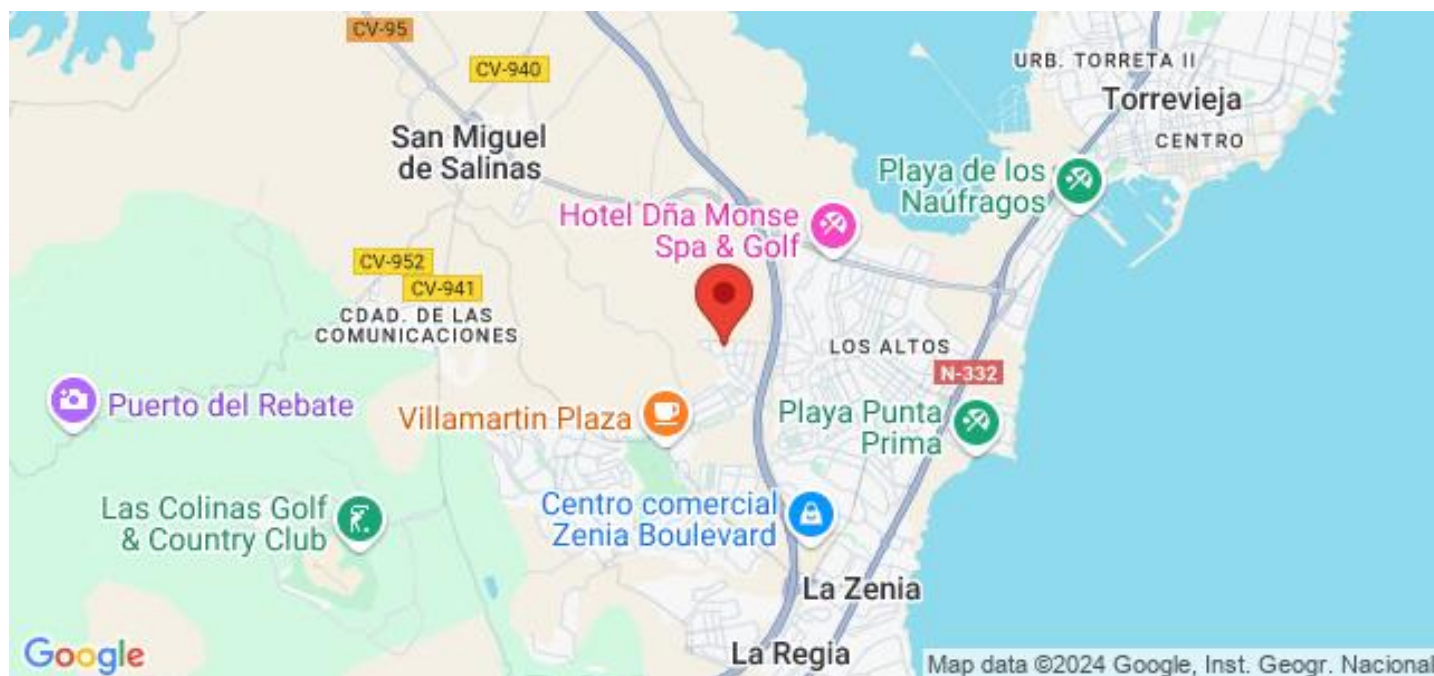 CV-95
CV-940
URB. TORRETA II
Torrevieja
CENTRO
San Miguel
de Salinas
Playa de los
Naúfragos
Hotel Dña Monse
Spa & Golf
CV-952
CV-941
CDAD. DE LAS
COMUNICACIONES
LOS ALTOS
N-332
Puerto del Rebate
Villamartin Plaza
Playa Punta
Prima
Las Colinas Golf
& Country Club
Centro comercial
Zenia Boulevard
La Zenia
La Regia
Google
Map data ©2024 Google, Inst. Geogr. Nacional